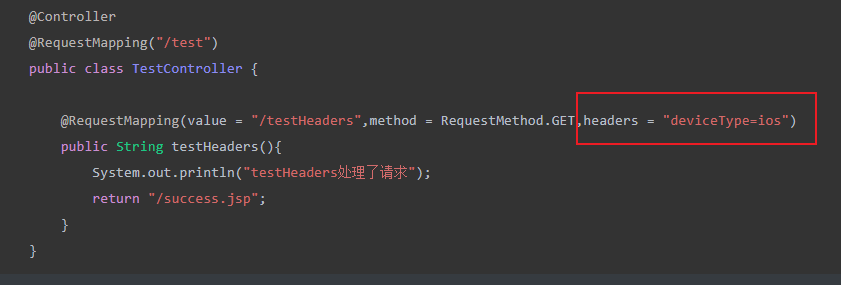 @Controller
@RequestMapping("/test")
public class TestController {
@RequestMapping(value = "/testHeaders",method = RequestMethod.GET,headers = "deviceType=ios")
public String testHeaders(){
System.out.println("testHeaders处理了请求");
return "/success.jsp";
}
}